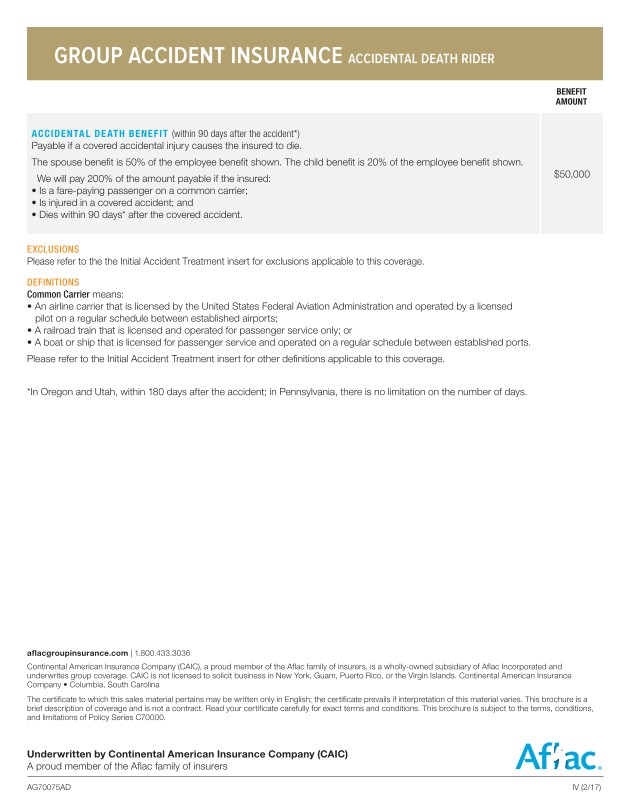 GROUP ACCIDENT INSURANCE ACCIDENTAL DEATH RIDER
BENEFIT
AMOUNT
ACCIDENTAL DEATH BENEFIT (within 90 days after the accident*)
Payable if a covered accidental injury causes the insured to die.
The spouse benefit is 50% of the employee benefit shown. The child benefit is 20% of the employee benefit shown.
We will pay 200% of the amount payable if the insured:
• Is a fare-paying passenger on a common carrier;
• Is injured in a covered accident; and
• Dies within 90 days* after the covered accident.
$50,000
EXCLUSIONS
Please refer to the the Initial Accident Treatment insert for exclusions applicable to this coverage.
DEFINITIONS
Common Carrier means:
• An airline carrier that is licensed by the United States Federal Aviation Administration and operated by a licensed
pilot on a regular schedule between established airports;
• A railroad train that is licensed and operated for passenger service only; or
• A boat or ship that is licensed for passenger service and operated on a regular schedule between established ports.
Please refer to the Initial Accident Treatment insert for other definitions applicable to this coverage.
*In Oregon and Utah, within 180 days after the accident; in Pennsylvania, there is no limitation on the number of days.
aflacgroupinsurance.com | 1.800.433.3036
Continental American Insurance Company (CAIC), a proud member of the Aflac family of insurers, is a wholly-owned subsidiary of Aflac Incorporated and
underwrites group coverage. CAIC is not licensed to solicit business in New York, Guam, Puerto Rico, or the Virgin Islands. Continental American Insurance
Company • Columbia, South Carolina
The certificate to which this sales material pertains may be written only in English; the certificate prevails if interpretation of this material varies. This brochure is a
brief description of coverage and is not a contract. Read your certificate carefully for exact terms and conditions. This brochure is subject to the terms, conditions,
and limitations of Policy Series C70000.
Underwritten by Continental American Insurance Company (CAIC)
A proud member of the Aflac family of insurers
Aflac®
AG70075AD
IV (2/17)